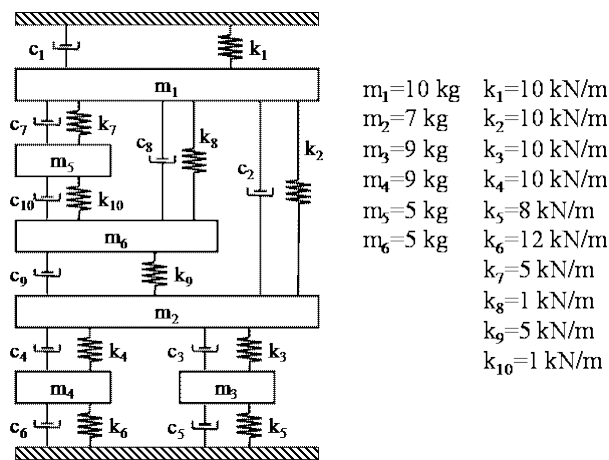 c₁ k₁
m₁
c₇ k₇ c₈ k₈ c₂ k₂
m₅
c₁₀ k₁₀
m₆
c₉ k₉
m₂
c₄ k₄ c₃ k₃
m₄ m₃
c₆ k₆ c₅ k₅
m₁=10 kg k₁=10 kN/m
m₂=7 kg k₂=10 kN/m
m₃=9 kg k₃=10 kN/m
m₄=9 kg k₄=10 kN/m
m₅=5 kg k₅=8 kN/m
m₆=5 kg k₆=12 kN/m
k₇=5 kN/m
k₈=1 kN/m
k₉=5 kN/m
k₁₀=1 kN/m